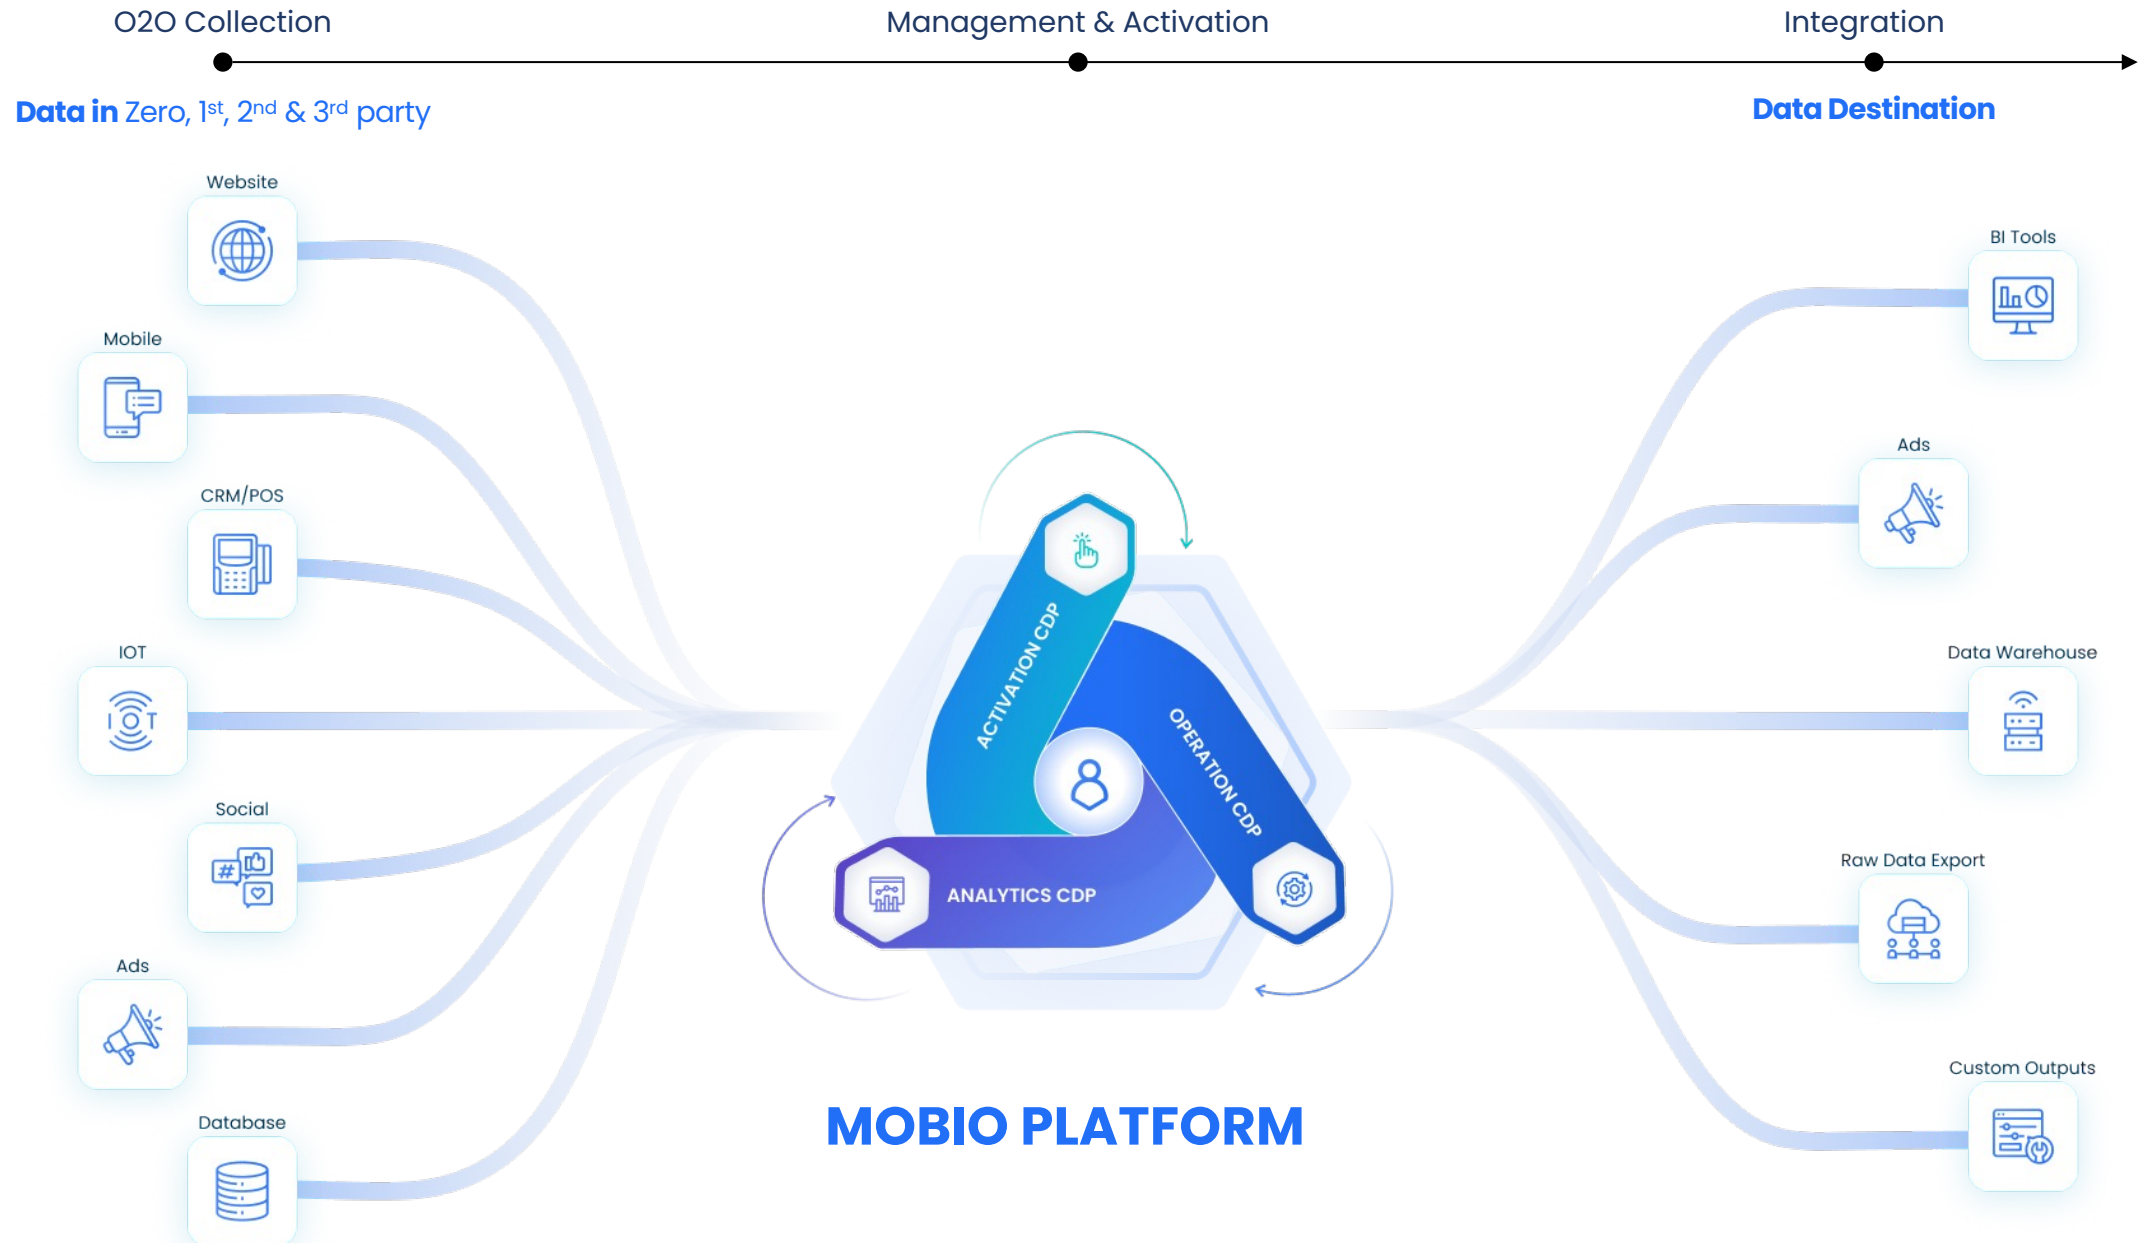 O2O Collection
Management & Activation
Integration
Data in Zero, 1st, 2nd & 3rd party
Data Destination
Website
Mobile
CRM/POS
IOT
I O T
Social
#
Ads
Database
ACTIVATION CDP
OPERATION CDP
ANALYTICS CDP
MOBIO PLATFORM
BI Tools
Ads
Data Warehouse
Raw Data Export
Custom Outputs